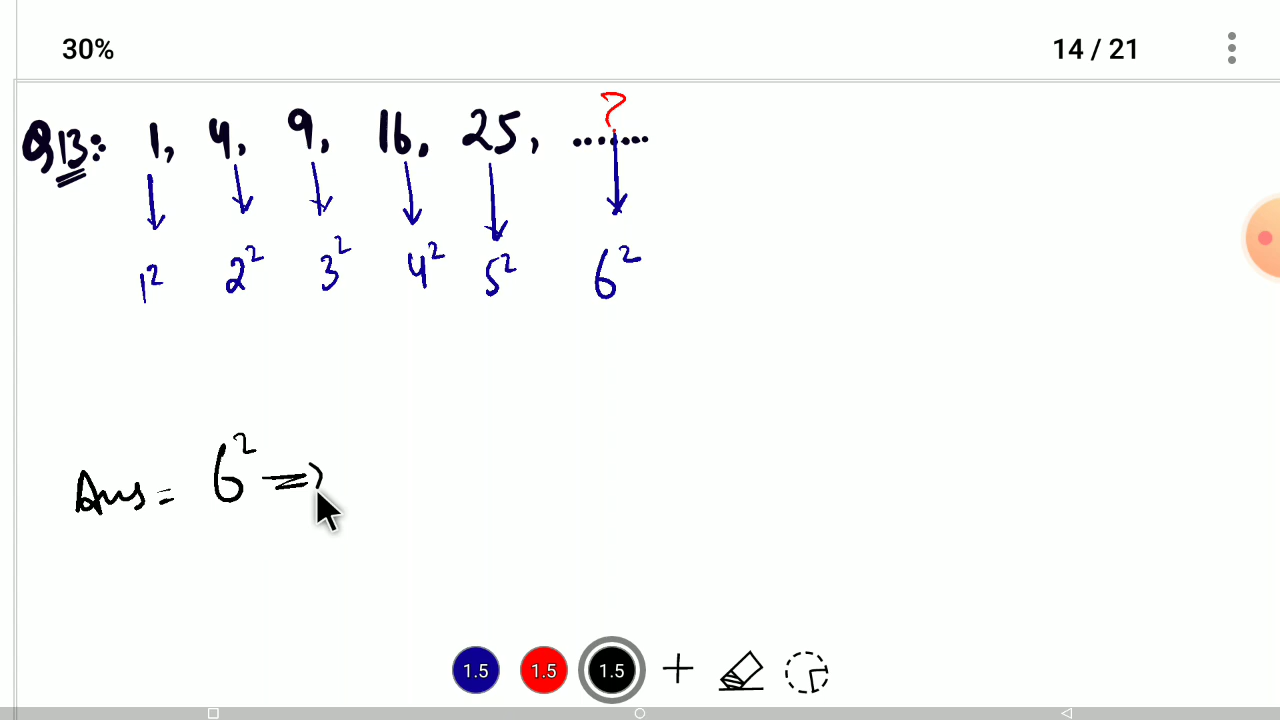 30% 14 / 21
?
Q13: 1, 4, 9, 16, 25, .......
1² 2² 3² 4² 5² 6²
Ans = 6² =>
1.5 1.5 1.5